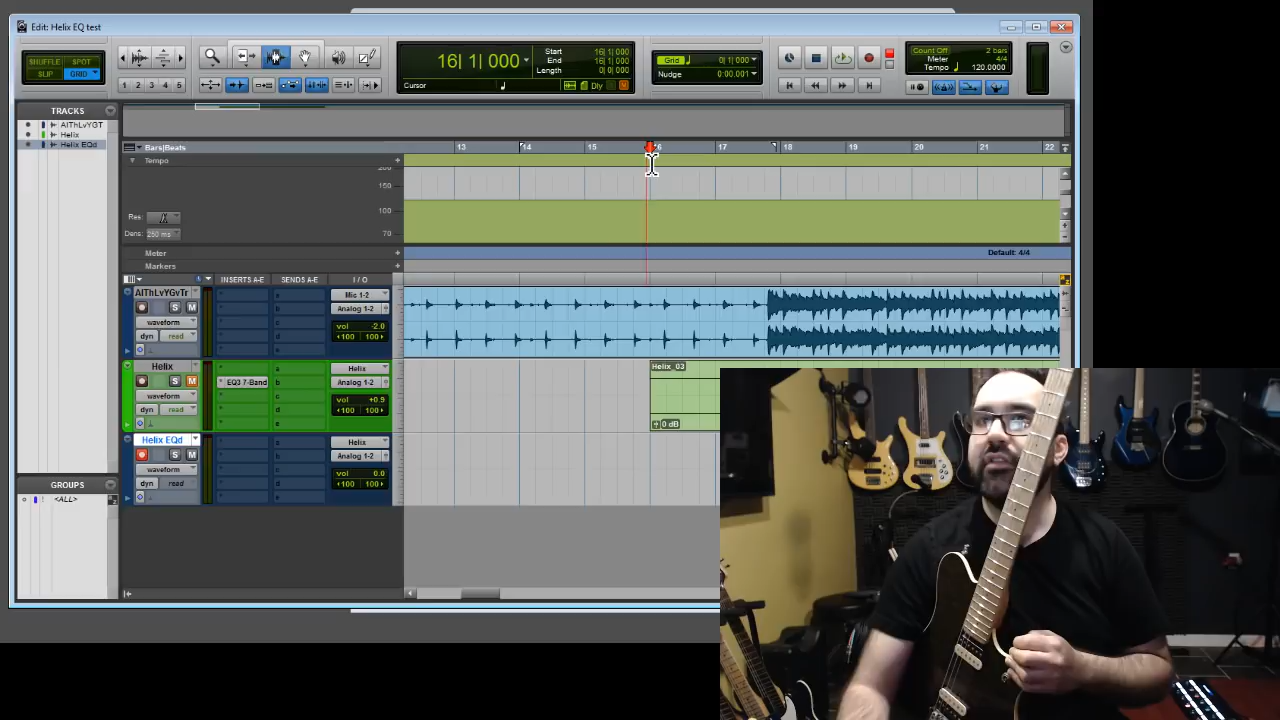 Edit: Helix EQ test
SHUFFLE SPOT
SLIP GRID
16| 1| 000
Start 16| 1| 000
End 16| 1| 000
Length 0| 0| 000
Cursor
Dly
Grid 0| 1| 000
Nudge 0:00.001
Count Off 2 bars
Meter 4/4
Tempo 120.0000
1 2 3 4 5
TRACKS
AlThLvYGT
Helix
Helix EQd
Bars|Beats
13 14 15 16 17 18 19 20 21 22
Tempo
200
150
100
70
Res:
Dens: 250 ms
Meter
Default: 4/4
Markers
INSERTS A-E SENDS A-E I / O
AlThLvYGvTr
S M
waveform
dyn read
a
b
c
d
e
Mic 1-2
Analog 1-2
vol -2.0
100 100
Helix
S M
waveform
dyn read
EQ3 7-Band
a
b
c
d
Helix
Analog 1-2
vol +0.9
100 100
Helix_03
0 dB
Helix EQd
S M
waveform
dyn read
a
b
c
d
e
Helix
Analog 1-2
vol 0.0
100 100
GROUPS
! <ALL>